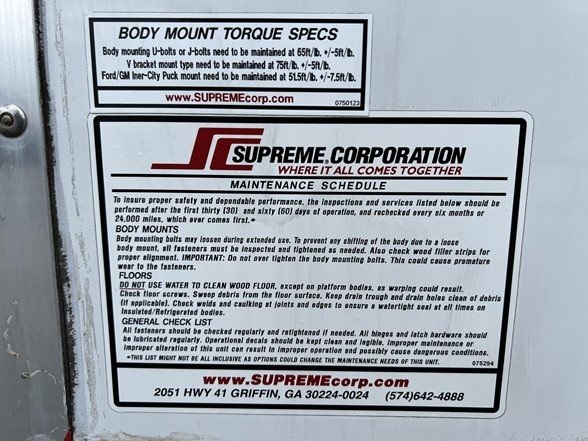 BODY MOUNT TORQUE SPECS
Body mounting U-bolts or J-bolts need to be maintained at 65ft/lb. +/-5ft/lb.
V bracket mount type need to be maintained at 75ft/lb. +/-5ft/lb.
Ford/GM Iner-City Puck mount need to be maintained at 51.5ft/lb. +/-7.5ft/lb.
www.SUPREMEcorp.com
0750123
SUPREME CORPORATION
WHERE IT ALL COMES TOGETHER
MAINTENANCE SCHEDULE
To insure proper safety and dependable performance, the inspections and services listed below should be
performed after the first thirty (30) and sixty (60) days of operation, and rechecked every six months or
24,000 miles, which ever comes first.*
BODY MOUNTS
Body mounting bolts may loosen during extended use. To prevent any shifting of the body due to a loose
body mount, all fasteners must be inspected and tightened as needed. Also check wood filler strips for
proper alignment. IMPORTANT: Do not over tighten the body mounting bolts. This could cause premature
wear to the fasteners.
FLOORS
DO NOT USE WATER TO CLEAN WOOD FLOOR, except on platform bodies, as warping could result.
Check floor screws. Sweep debris from the floor surface. Keep drain trough and drain holes clean of debris
(if applicable). Check welds and caulking at joints and edges to ensure a watertight seal at all times on
Insulated/Refrigerated bodies.
GENERAL CHECK LIST
All fasteners should be checked regularly and retightened if needed. All hinges and latch hardware should
be lubricated regularly. Operational decals should be kept clean and legible. Improper maintenance or
improper alteration of this unit can result in improper operation and possibly cause dangerous conditions.
*THIS LIST MIGHT NOT BE ALL INCLUSIVE AS OPTIONS COULD CHANGE THE MAINTENANCE NEEDS OF THIS UNIT.
075294
www.SUPREMEcorp.com
2051 HWY 41 GRIFFIN, GA 30224-0024 (574)642-4888